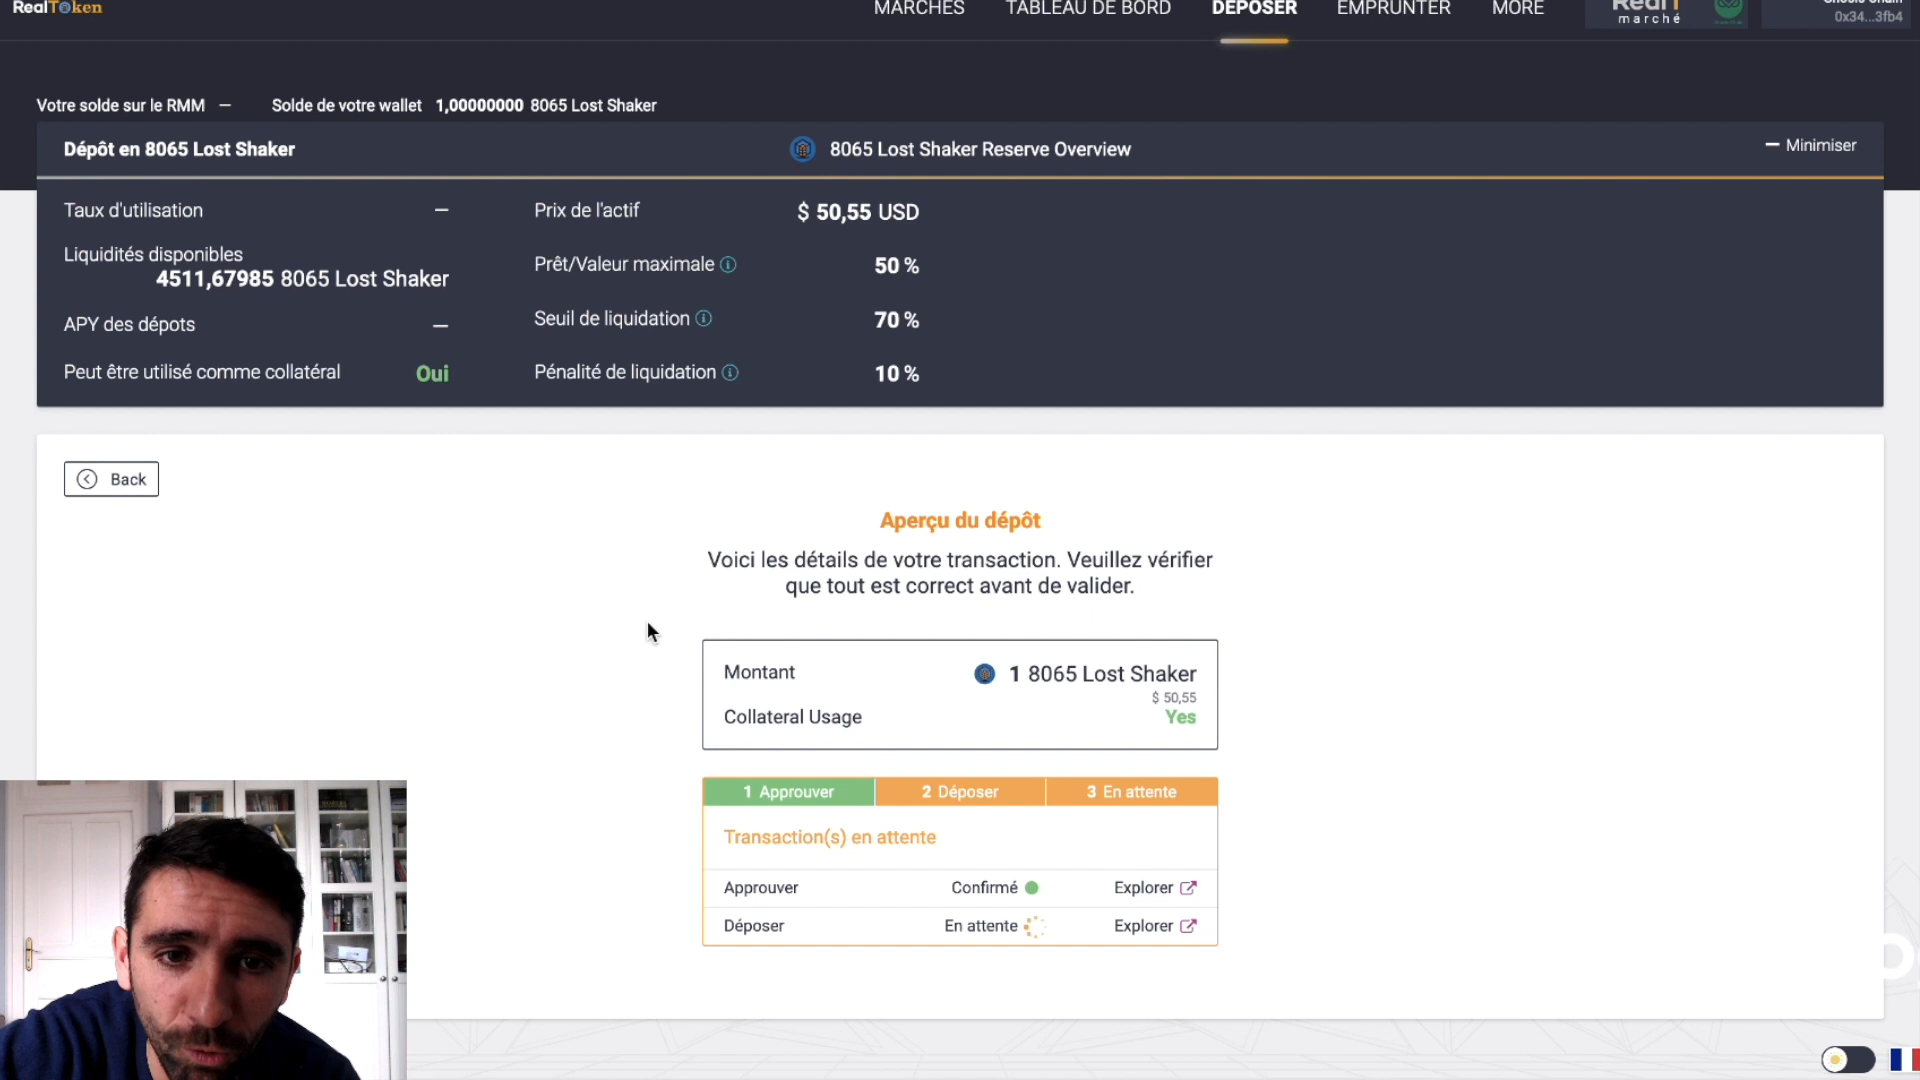 RealToken
MARCHÉS
TABLEAU DE BORD
DÉPOSER
EMPRUNTER
MORE
RealT
marché
Gnosis Chain
0x34...3fb4
Votre solde sur le RMM –
Solde de votre wallet 1,00000000 8065 Lost Shaker
Dépôt en 8065 Lost Shaker
8065 Lost Shaker Reserve Overview
– Minimiser
Taux d'utilisation –
Liquidités disponibles
4511,67985 8065 Lost Shaker
APY des dépots –
Peut être utilisé comme collatéral Oui
Prix de l'actif $ 50,55 USD
Prêt/Valeur maximale 50 %
Seuil de liquidation 70 %
Pénalité de liquidation 10 %
Back
Aperçu du dépôt
Voici les détails de votre transaction. Veuillez vérifier
que tout est correct avant de valider.
Montant 1 8065 Lost Shaker
$ 50,55
Collateral Usage Yes
1 Approuver 2 Déposer 3 En attente
Transaction(s) en attente
Approuver Confirmé Explorer
Déposer En attente Explorer